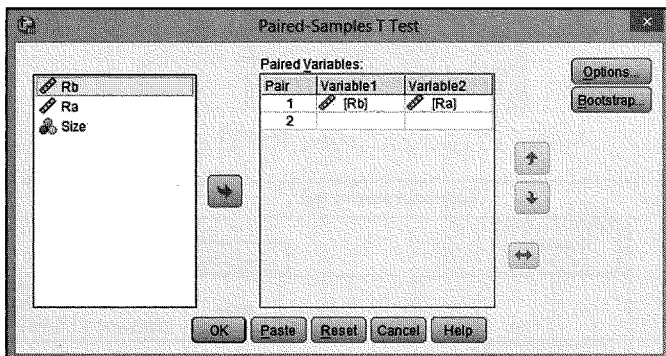 Paired-Samples T Test
Rb
Ra
Size
Paired Variables:
Pair Variable1 Variable2
1 [Rb] [Ra]
2
Options...
Bootstrap...
OK Paste Reset Cancel Help